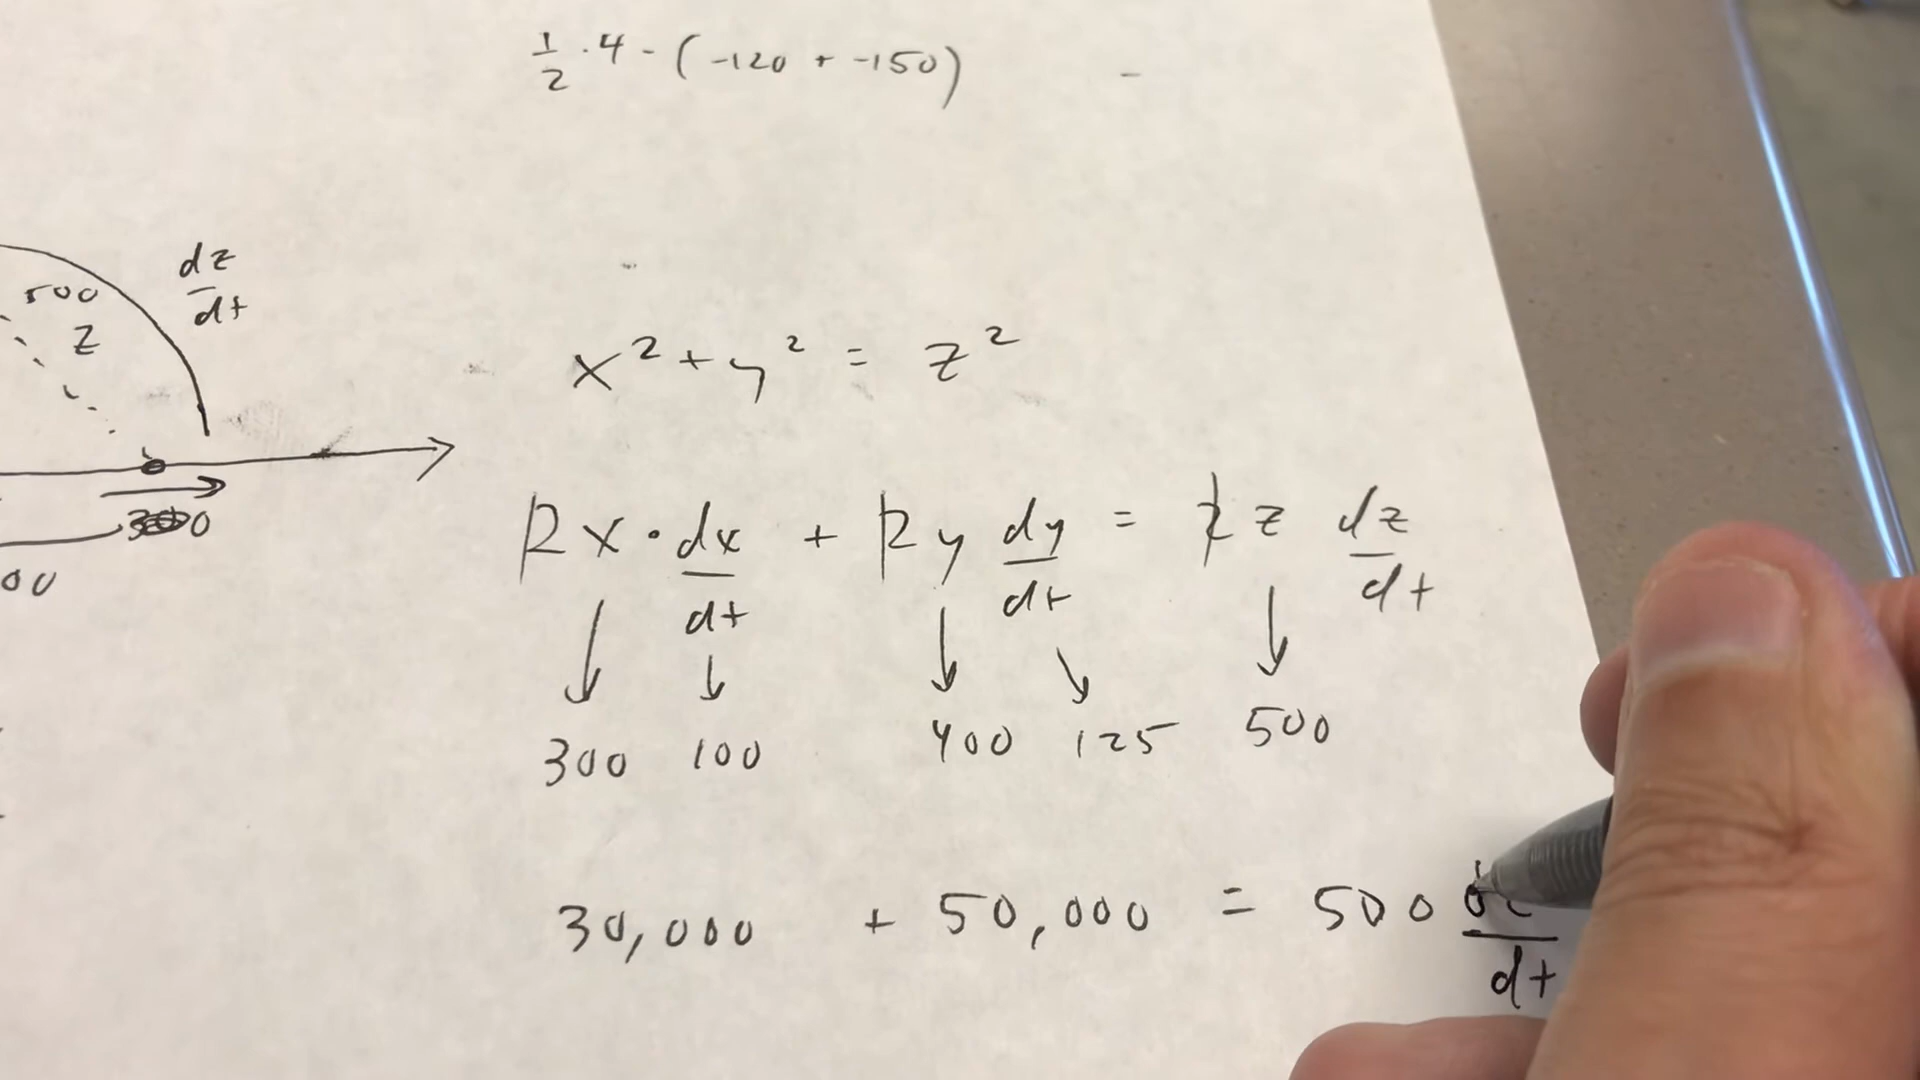 1/2 · 4 - (-120 + -150) -
dz/dt
500
z
x² + y² = z²
2x · dx/dt + 2y dy/dt = 2z dz/dt
00
300 100 400 125 500
30,000 + 50,000 = 500 dz/dt